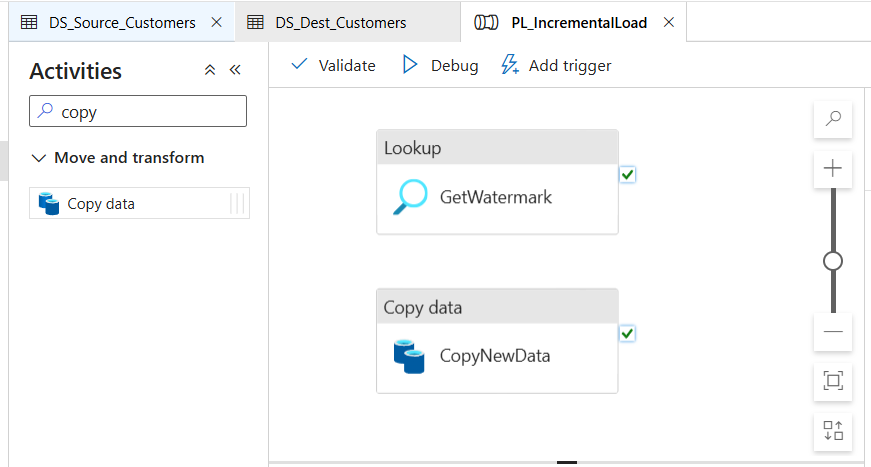 DS_Source_Customers
DS_Dest_Customers
PL_IncrementalLoad
Activities
Validate
Debug
Add trigger
copy
Move and transform
Copy data
Lookup
GetWatermark
Copy data
CopyNewData